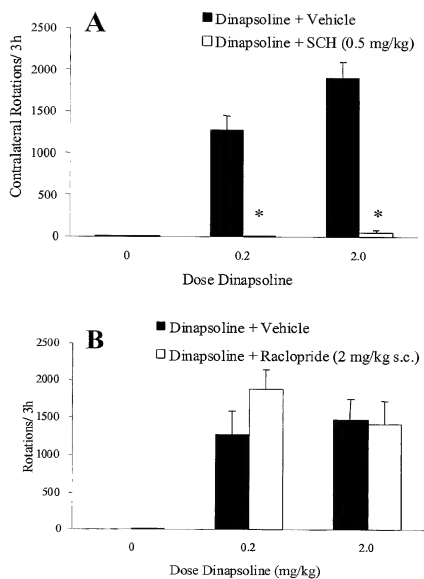 A
Dinapsoline + Vehicle
Dinapsoline + SCH (0.5 mg/kg)
Contralateral Rotations/ 3h
2500
2000
1500
1000
500
0
*
*
0
0.2
2.0
Dose Dinapsoline
B
Dinapsoline + Vehicle
Dinapsoline + Raclopride (2 mg/kg s.c.)
Rotations/ 3h
2500
2000
1500
1000
500
0
0
0.2
2.0
Dose Dinapsoline (mg/kg)